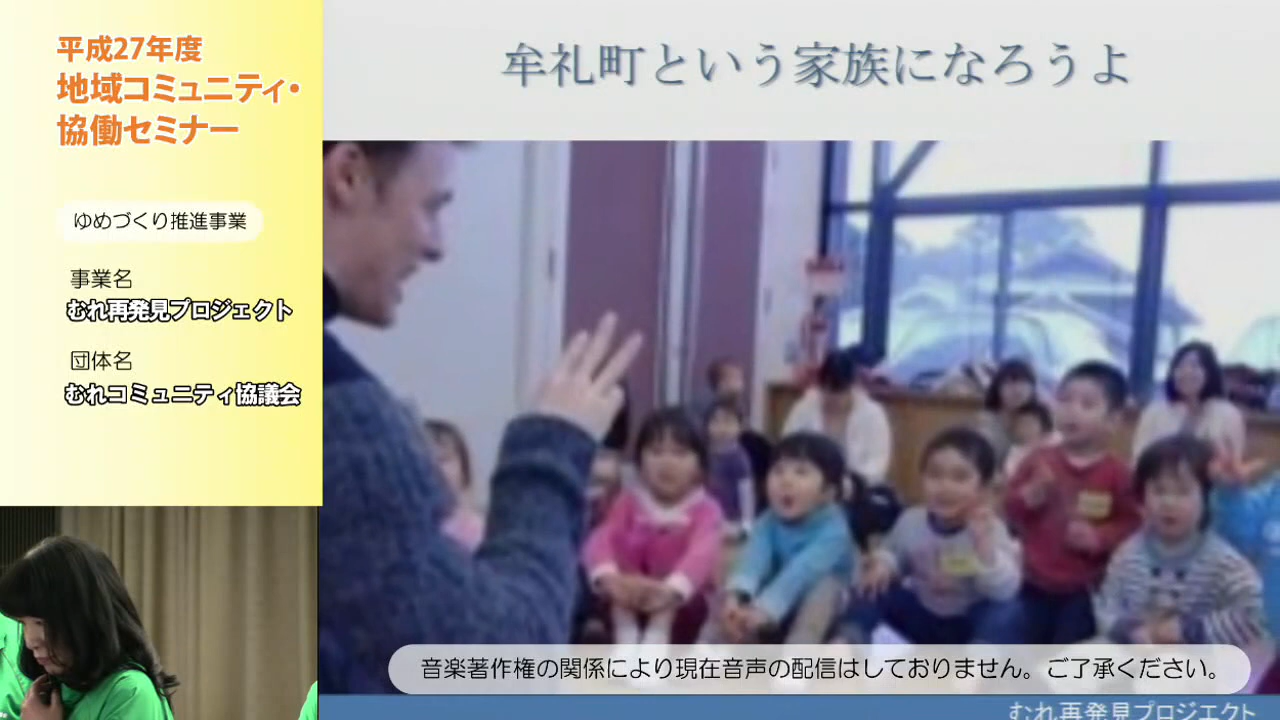 平成27年度
地域コミュニティ・
協働セミナー
ゆめづくり推進事業
事業名
むれ再発見プロジェクト
団体名
むれコミュニティ協議会
牟礼町という家族になろうよ
音楽著作権の関係により現在音声の配信はしておりません。ご了承ください。
むれ再発見プロジェクト